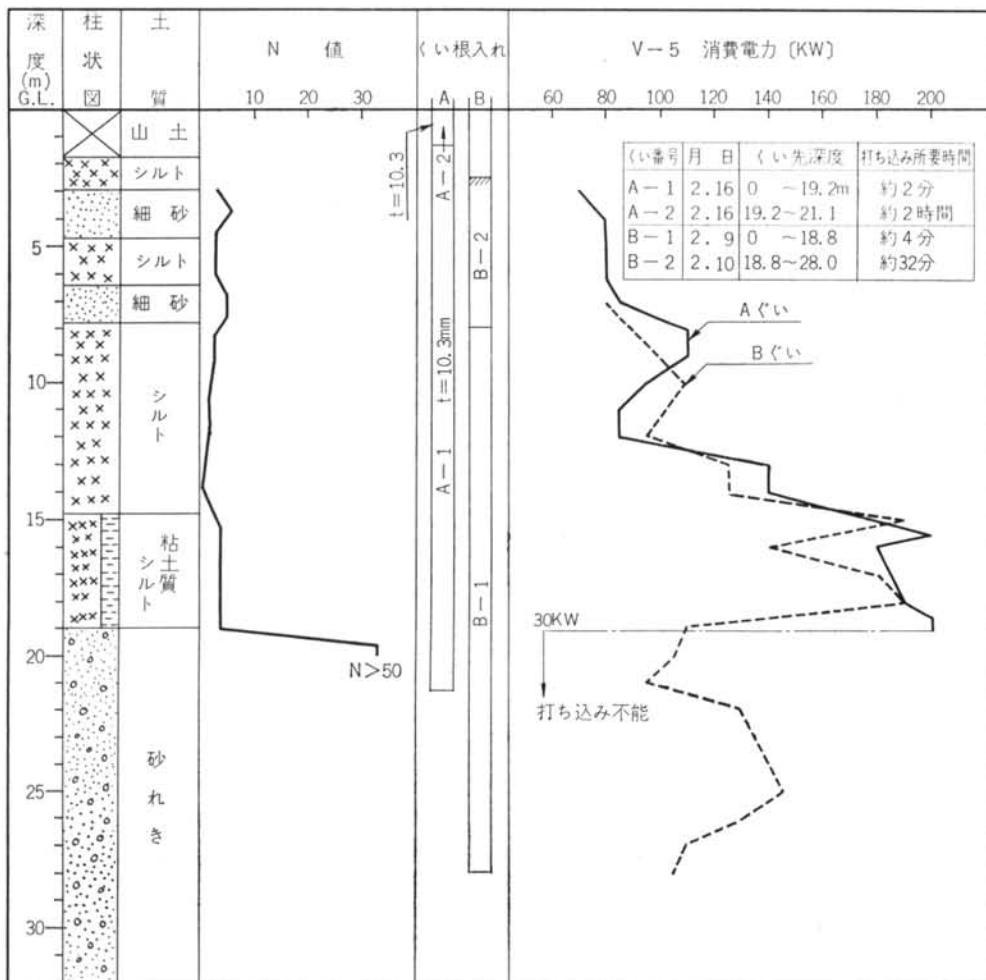 深度(m) G.L.
柱状図
土質
N 値
10 20 30
くい根入れ
A B
V-5 消費電力〔KW〕
60 80 100 120 140 160 180 200
山土
シルト
細砂
シルト
細砂
シルト
粘土質シルト
砂れき
5
10
15
20
25
30
N>50
t=10.3
A-2
A-1 t=10.3mm
B-2
B-1
くい番号 月 日 くい先深度 打ち込み所要時間
A-1 2.16 0 ~19.2m 約2分
A-2 2.16 19.2~21.1 約2時間
B-1 2. 9 0 ~18.8 約4分
B-2 2.10 18.8~28.0 約32分
Aぐい
Bぐい
30KW
打ち込み不能